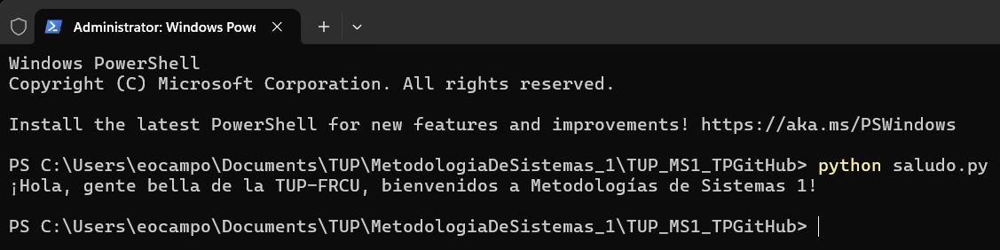 Administrator: Windows Powe
Windows PowerShell
Copyright (C) Microsoft Corporation. All rights reserved.
Install the latest PowerShell for new features and improvements! https://aka.ms/PSWindows
PS C:\Users\eocampo\Documents\TUP\MetodologiaDeSistemas_1\TUP_MS1_TPGitHub> python saludo.py
¡Hola, gente bella de la TUP-FRCU, bienvenidos a Metodologías de Sistemas 1!
PS C:\Users\eocampo\Documents\TUP\MetodologiaDeSistemas_1\TUP_MS1_TPGitHub>